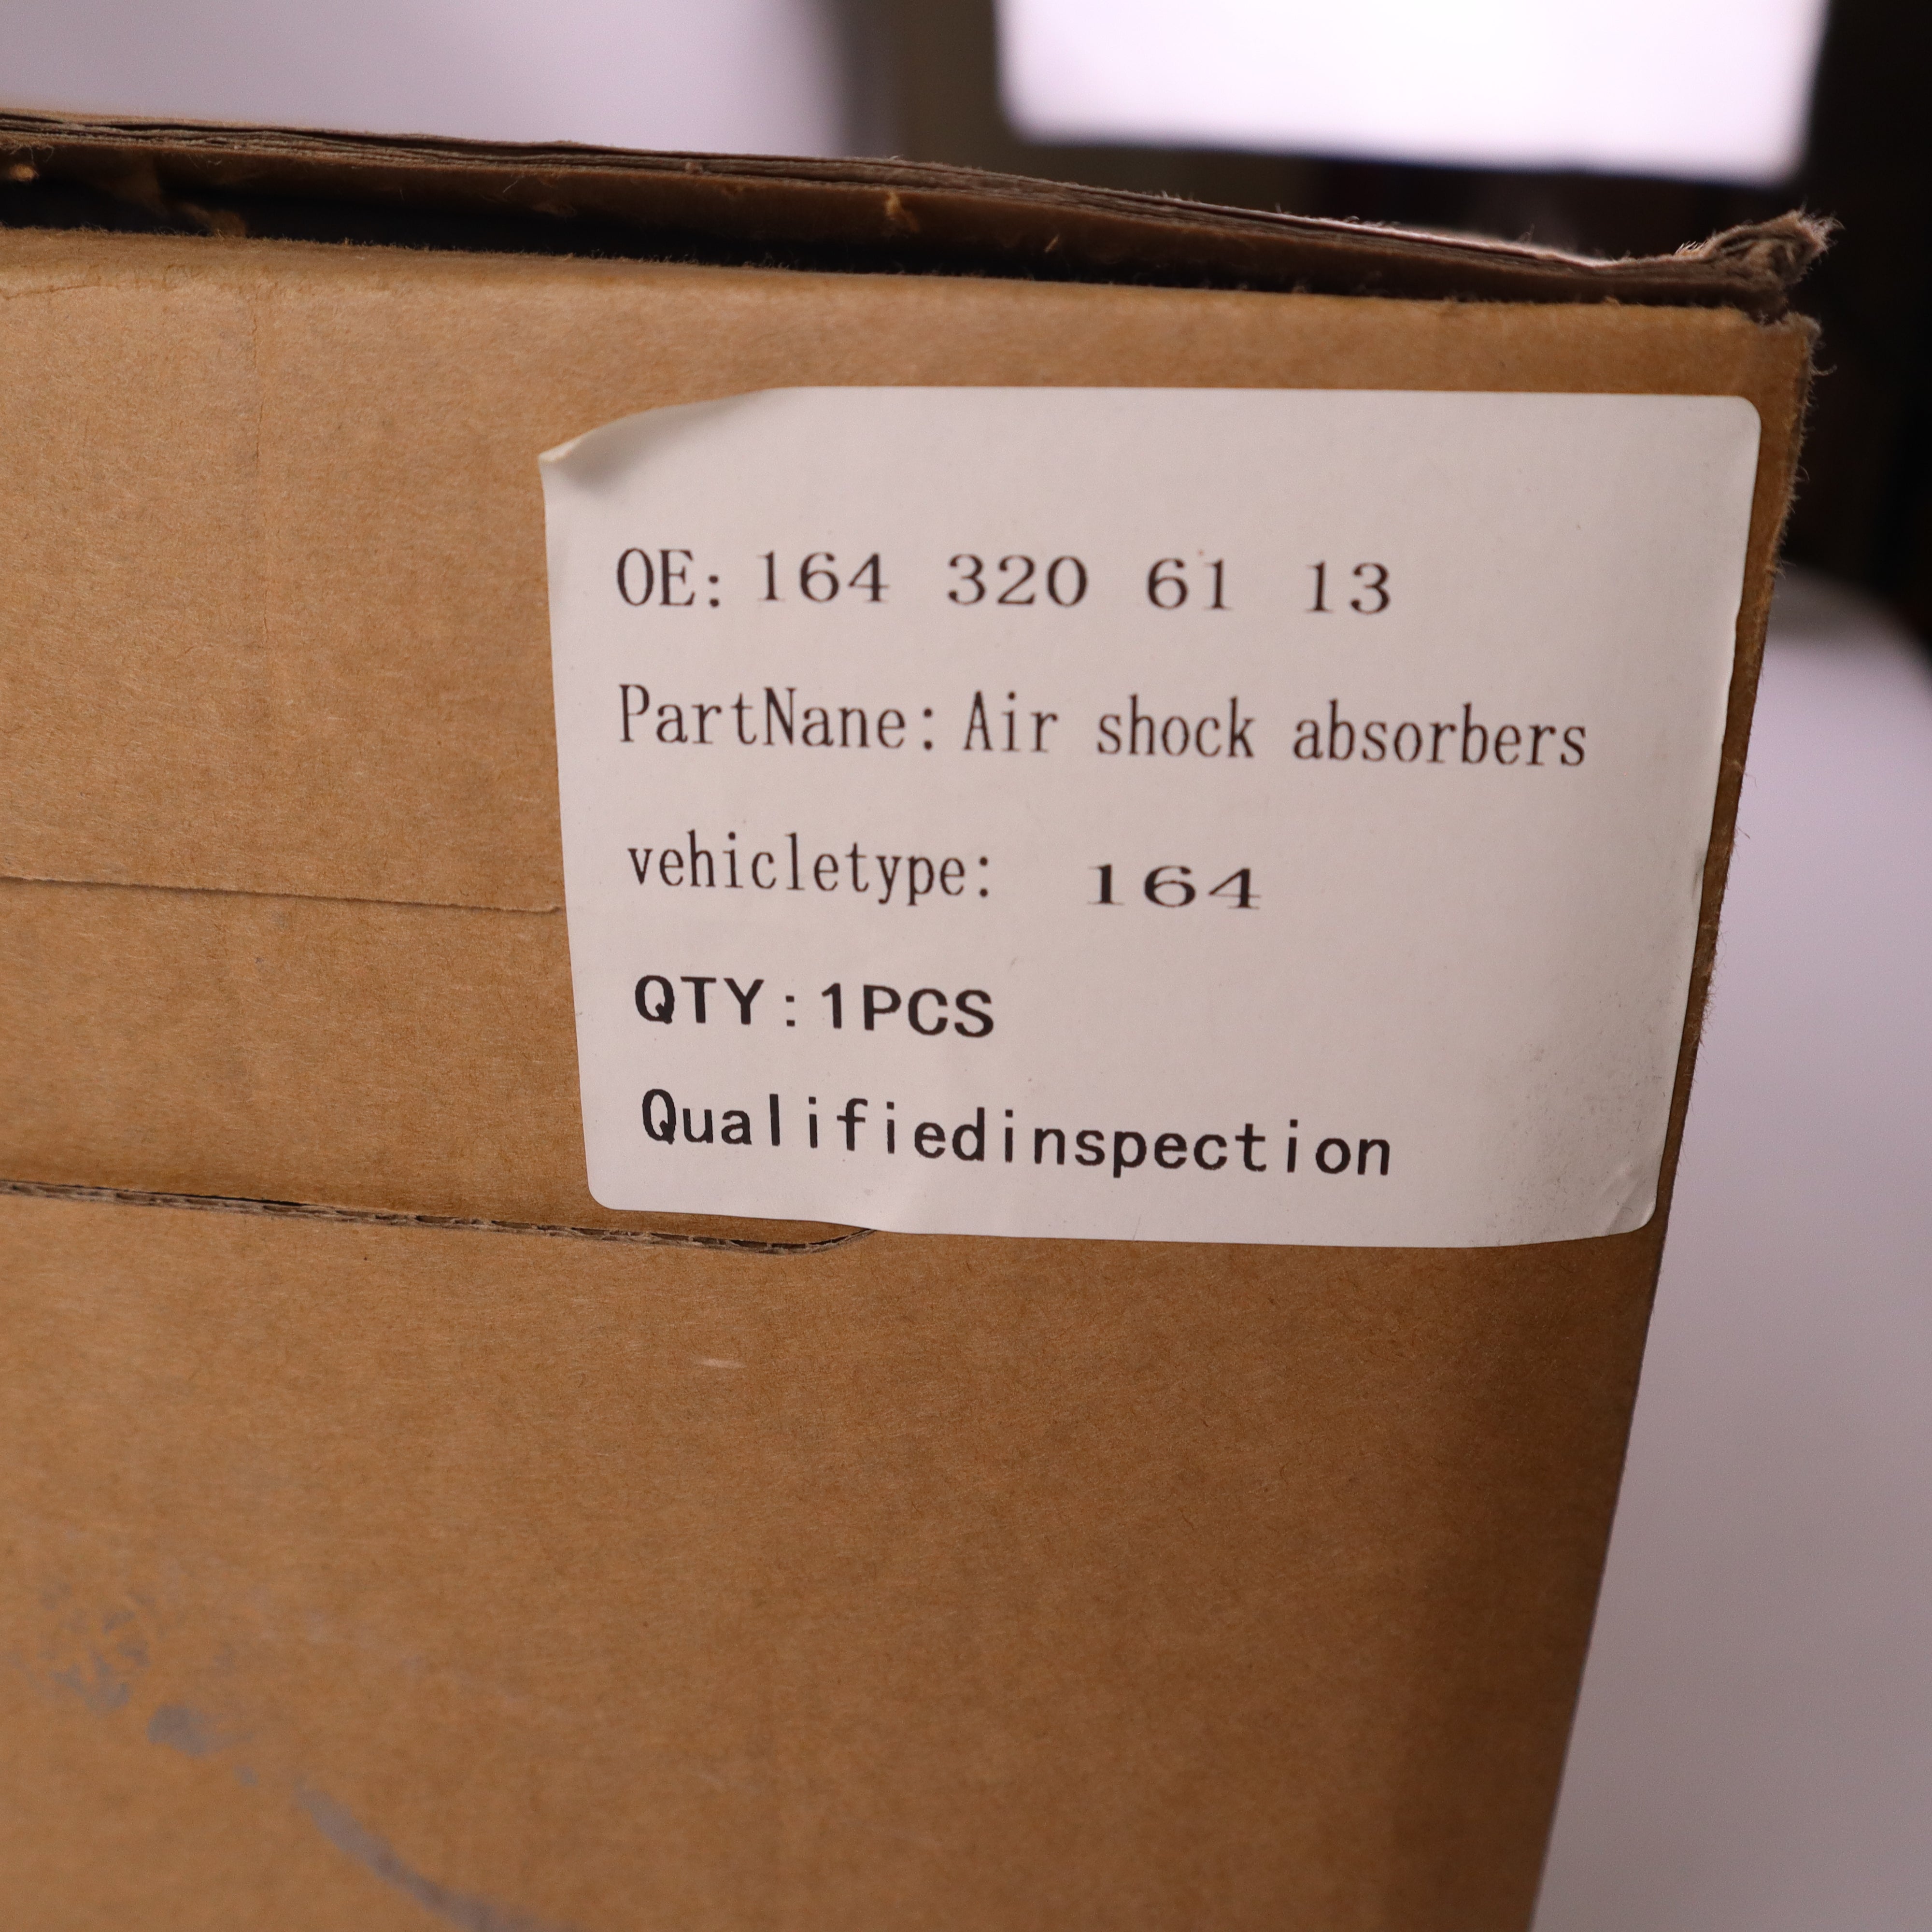 OE: 164 320 61 13
PartNane: Air shock absorbers
vehicletype: 164
QTY:1PCS
Qualifiedinspection